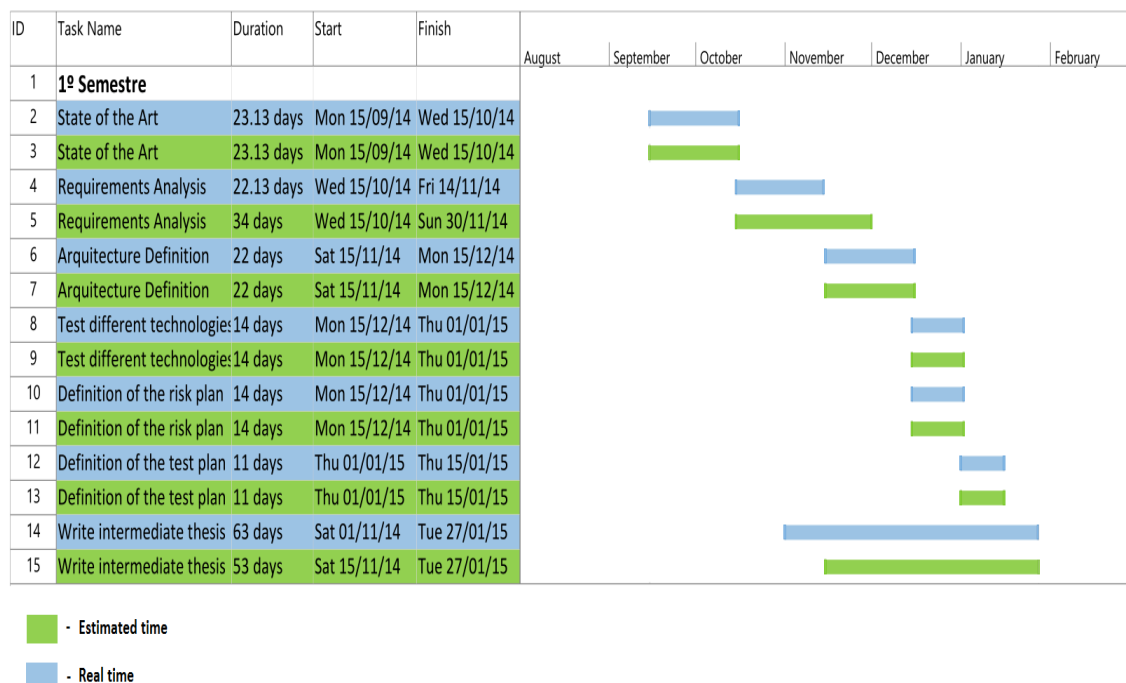 ID Task Name Duration Start Finish
August September October November December January February
1 1º Semestre
2 State of the Art 23.13 days Mon 15/09/14 Wed 15/10/14
3 State of the Art 23.13 days Mon 15/09/14 Wed 15/10/14
4 Requirements Analysis 22.13 days Wed 15/10/14 Fri 14/11/14
5 Requirements Analysis 34 days Wed 15/10/14 Sun 30/11/14
6 Arquitecture Definition 22 days Sat 15/11/14 Mon 15/12/14
7 Arquitecture Definition 22 days Sat 15/11/14 Mon 15/12/14
8 Test different technologies 14 days Mon 15/12/14 Thu 01/01/15
9 Test different technologies 14 days Mon 15/12/14 Thu 01/01/15
10 Definition of the risk plan 14 days Mon 15/12/14 Thu 01/01/15
11 Definition of the risk plan 14 days Mon 15/12/14 Thu 01/01/15
12 Definition of the test plan 11 days Thu 01/01/15 Thu 15/01/15
13 Definition of the test plan 11 days Thu 01/01/15 Thu 15/01/15
14 Write intermediate thesis 63 days Sat 01/11/14 Tue 27/01/15
15 Write intermediate thesis 53 days Sat 15/11/14 Tue 27/01/15
- Estimated time
- Real time